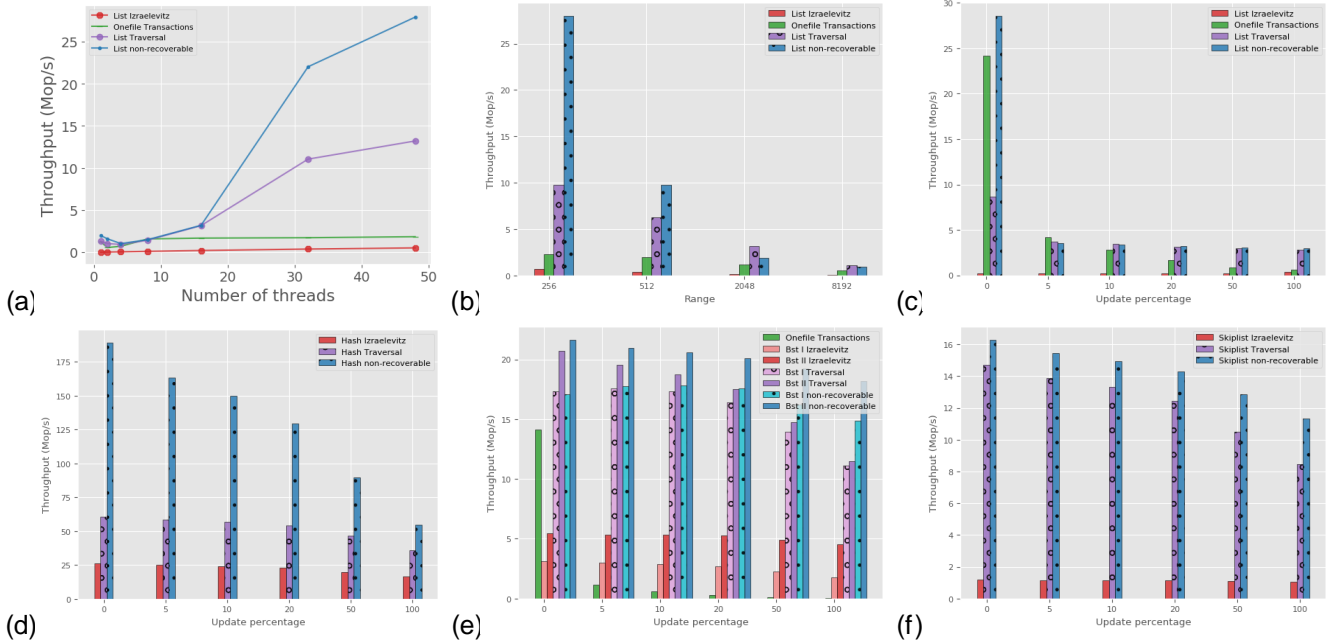 List Izraelevitz
Onefile Transactions
List Traversal
List non-recoverable
Throughput (Mop/s)
25
20
15
10
5
0
0 10 20 30 40 50
Number of threads
(a)
List Izraelevitz
Onefile Transactions
List Traversal
List non-recoverable
Throughput (Mop/s)
25
20
15
10
5
0
256 512 2048 8192
Range
(b)
List Izraelevitz
Onefile Transactions
List Traversal
List non-recoverable
Throughput (Mop/s)
30
25
20
15
10
5
0
0 5 10 20 50 100
Update percentage
(c)
Hash Izraelevitz
Hash Traversal
Hash non-recoverable
Throughput (Mop/s)
175
150
125
100
75
50
25
0
0 5 10 20 50 100
Update percentage
(d)
Onefile Transactions
Bst I Izraelevitz
Bst II Izraelevitz
Bst I Traversal
Bst II Traversal
Bst I non-recoverable
Bst II non-recoverable
Throughput (Mop/s)
20
15
10
5
0
0 5 10 20 50 100
Update percentage
(e)
Skiplist Izraelevitz
Skiplist Traversal
Skiplist non-recoverable
Throughput (Mop/s)
16
14
12
10
8
6
4
2
0
0 5 10 20 50 100
Update percentage
(f)